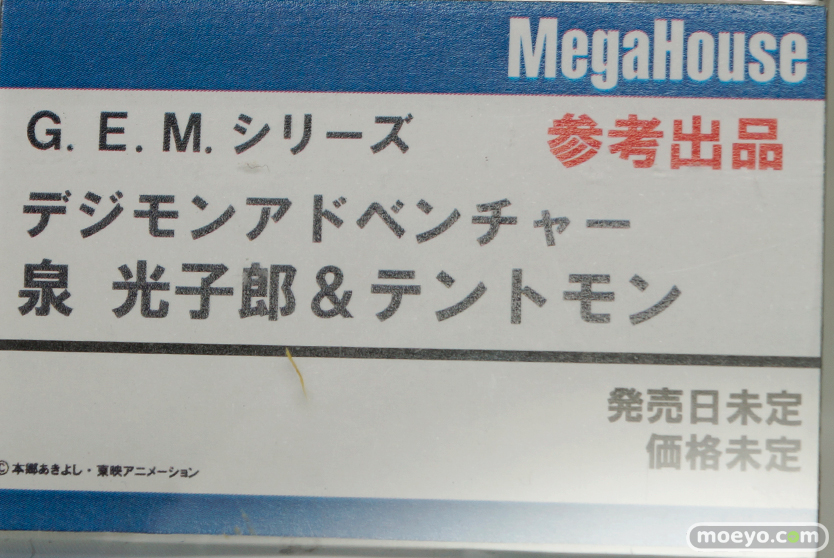 MegaHouse
G. E. M. シリーズ
参考出品
デジモンアドベンチャー
泉 光子郎&テントモン
発売日未定
価格未定
©本郷あきよし・東映アニメーション
moeyo.com